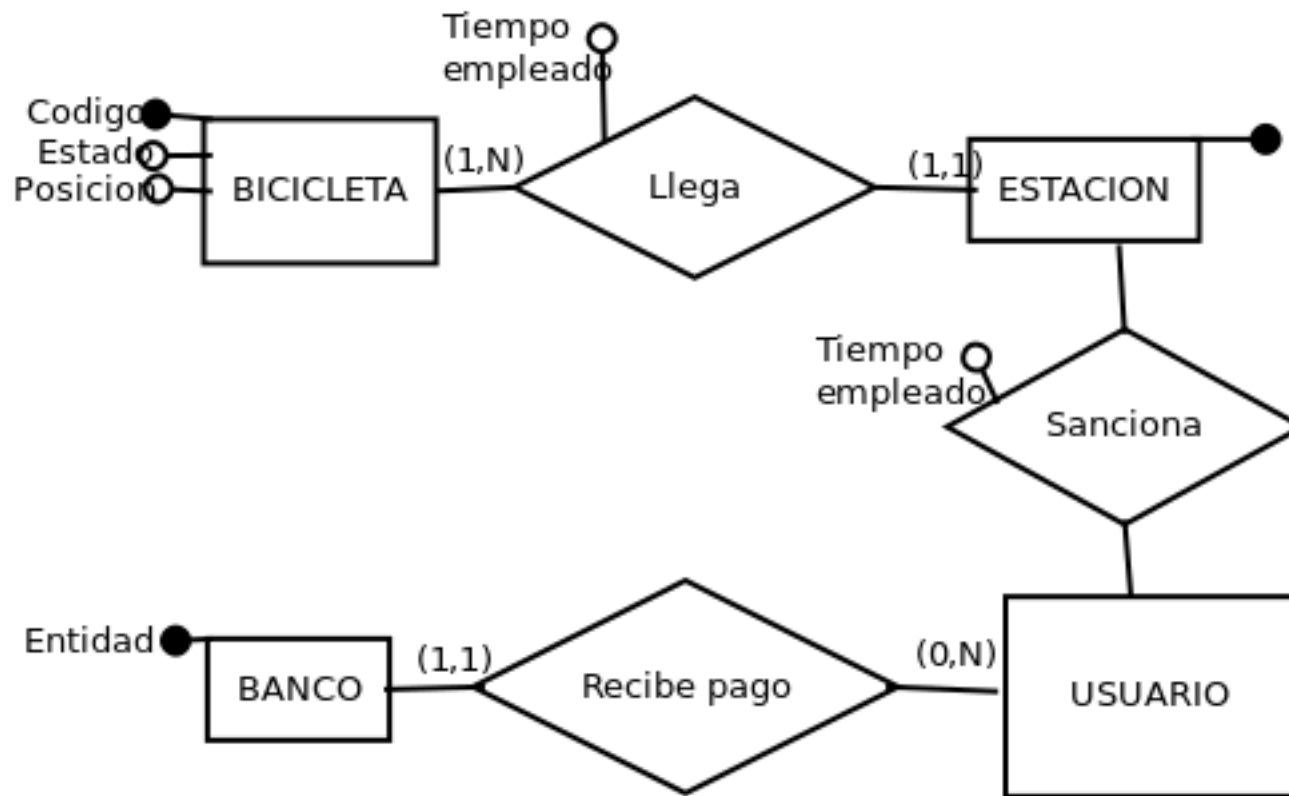 Tiempo
empleado
Codigo
Estado
Posicion
BICICLETA
(1,N)
Llega
(1,1)
ESTACION
Tiempo
empleado
Sanciona
Entidad
BANCO
(1,1)
Recibe pago
(0,N)
USUARIO